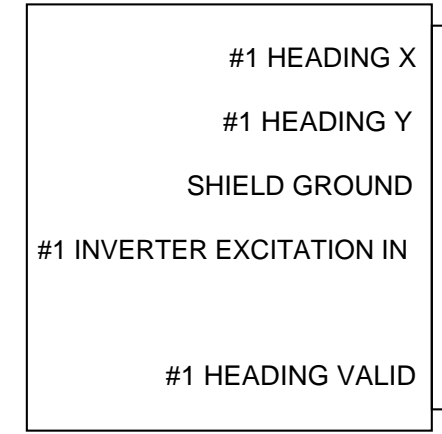 #1 HEADING X
#1 HEADING Y
SHIELD GROUND
#1 INVERTER EXCITATION IN
#1 HEADING VALID